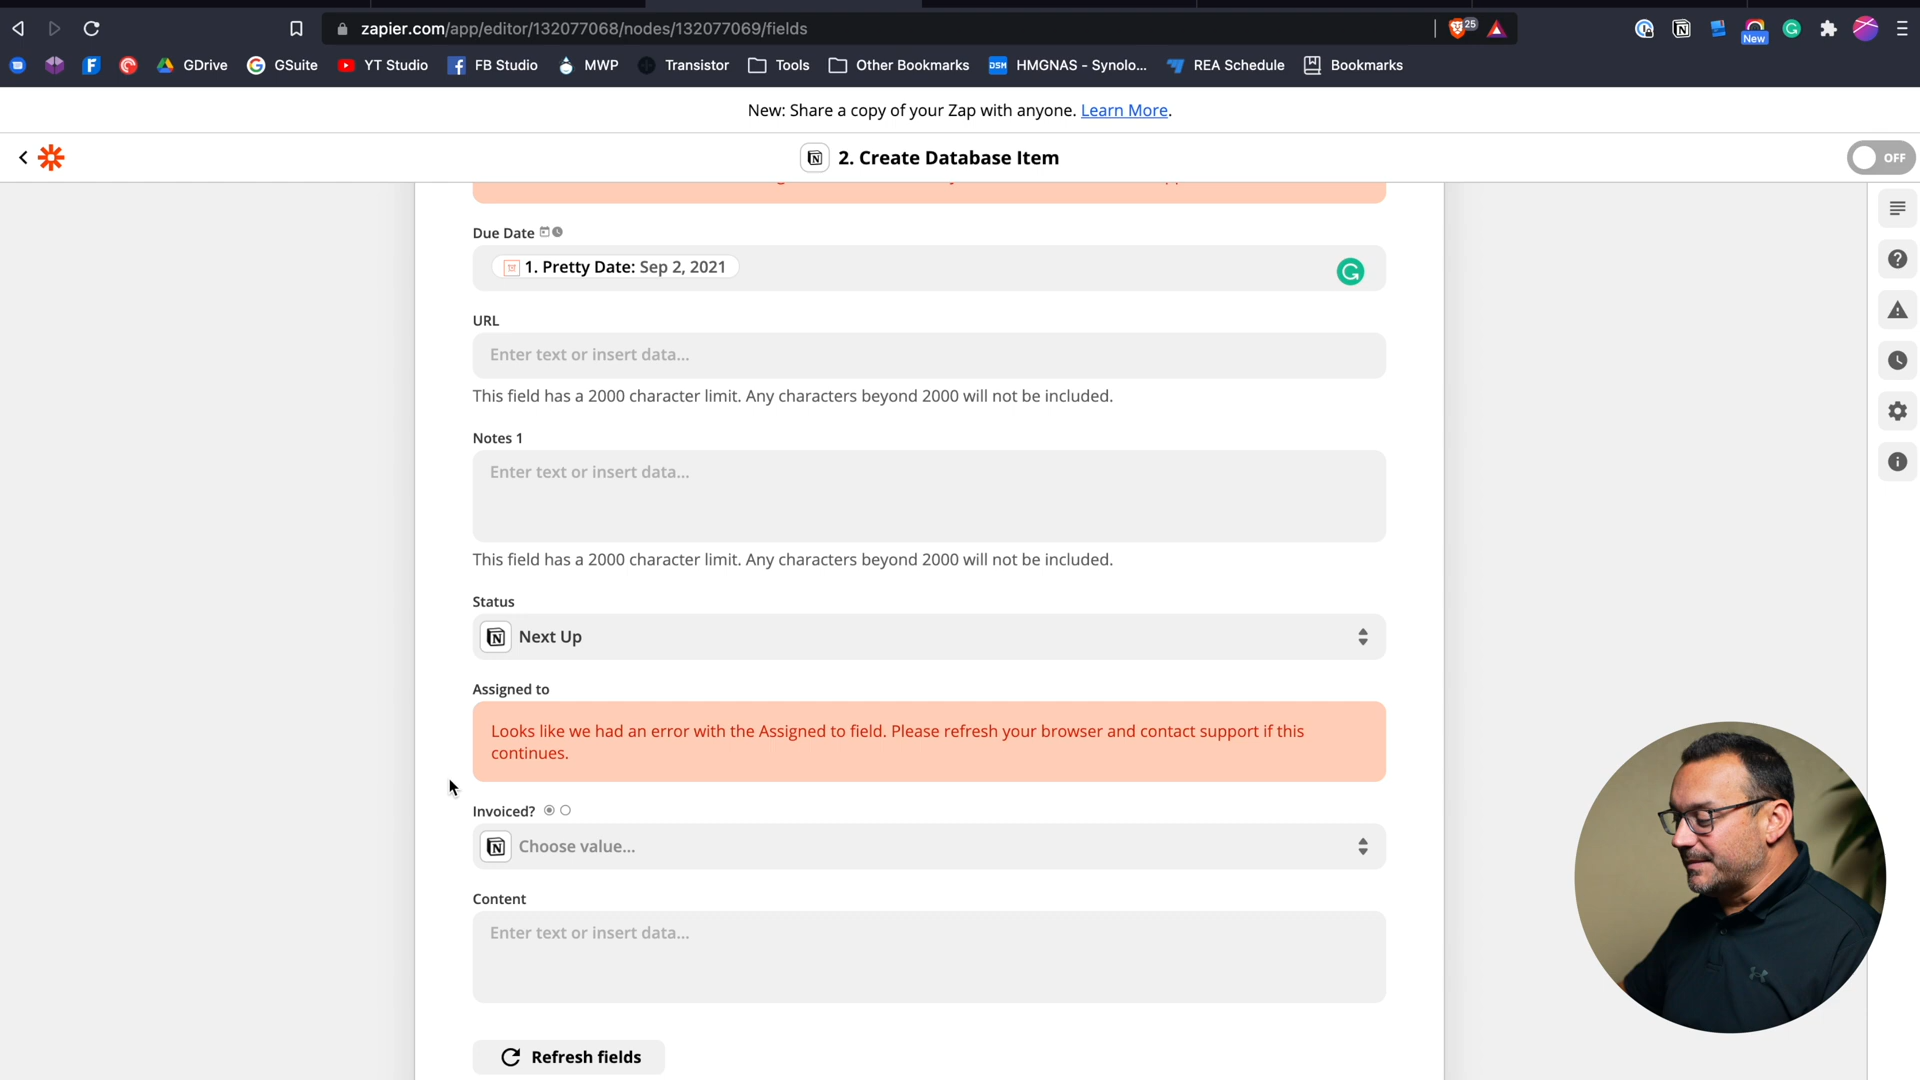 zapier.com/app/editor/132077068/nodes/132077069/fields
25
New
GDrive
GSuite
YT Studio
FB Studio
MWP
Transistor
Tools
Other Bookmarks
DSM
HMGNAS - Synolo...
REA Schedule
Bookmarks
New: Share a copy of your Zap with anyone. Learn More.
2. Create Database Item
OFF
Due Date
1. Pretty Date: Sep 2, 2021
URL
Enter text or insert data...
This field has a 2000 character limit. Any characters beyond 2000 will not be included.
Notes 1
Enter text or insert data...
This field has a 2000 character limit. Any characters beyond 2000 will not be included.
Status
Next Up
Assigned to
Looks like we had an error with the Assigned to field. Please refresh your browser and contact support if this
continues.
Invoiced?
Choose value...
Content
Enter text or insert data...
Refresh fields